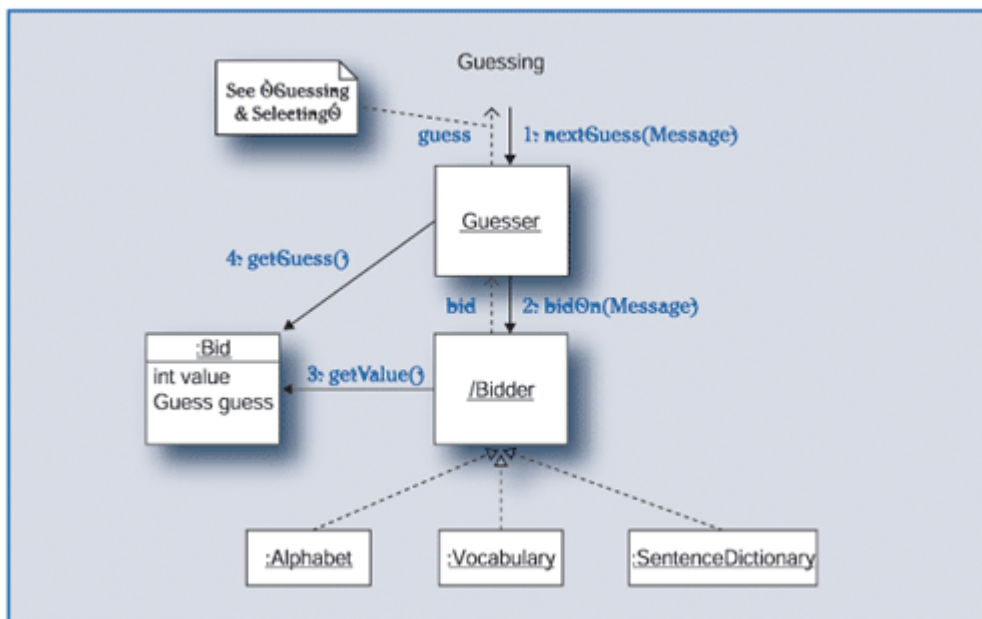 Guessing
See ÒGuessing
& SelectingÓ
guess
1: nextGuess(Message)
Guesser
4: getGuess()
bid
2: bidOn(Message)
:Bid
int value
Guess guess
3: getValue()
/Bidder
:Alphabet
:Vocabulary
:SentenceDictionary